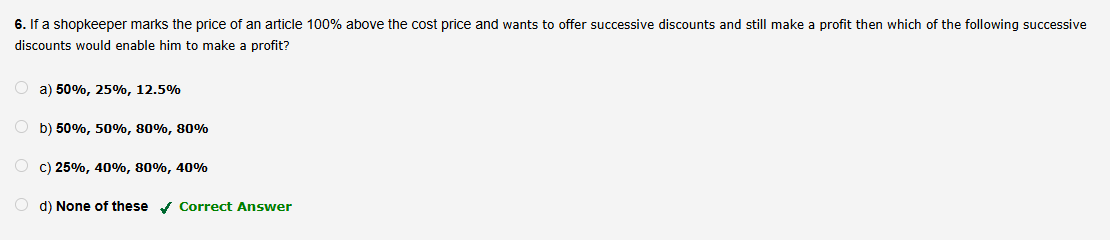 6. If a shopkeeper marks the price of an article 100% above the cost price and wants to offer successive discounts and still make a profit then which of the following successive
discounts would enable him to make a profit?
a) 50%, 25%, 12.5%
b) 50%, 50%, 80%, 80%
c) 25%, 40%, 80%, 40%
d) None of these ✓ Correct Answer